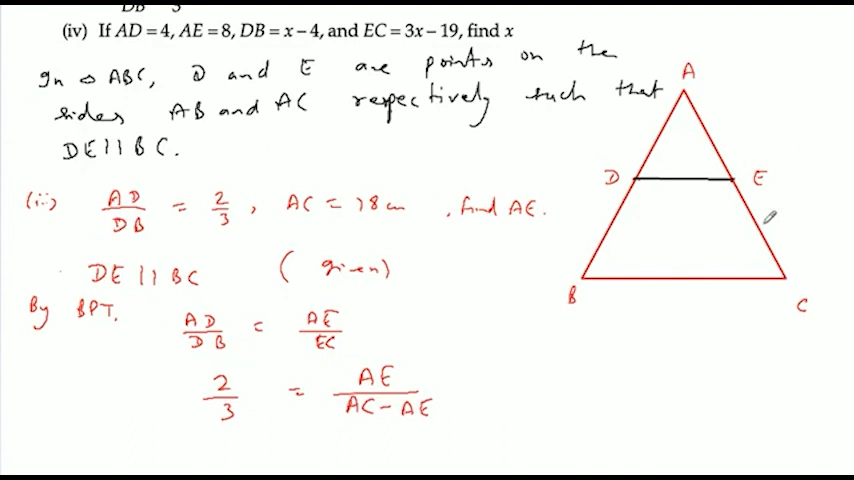 DB 3
(iv) If AD = 4, AE = 8, DB = x – 4, and EC = 3x – 19, find x
In △ ABC, D and E are points on the
sides AB and AC respectively such that
DE || BC.
(ii) AD/DB = 2/3, AC = 18 cm, find AE.
DE || BC (given)
By BPT. AD/DB = AE/EC
2/3 = AE/AC - AE
A
D E
B C